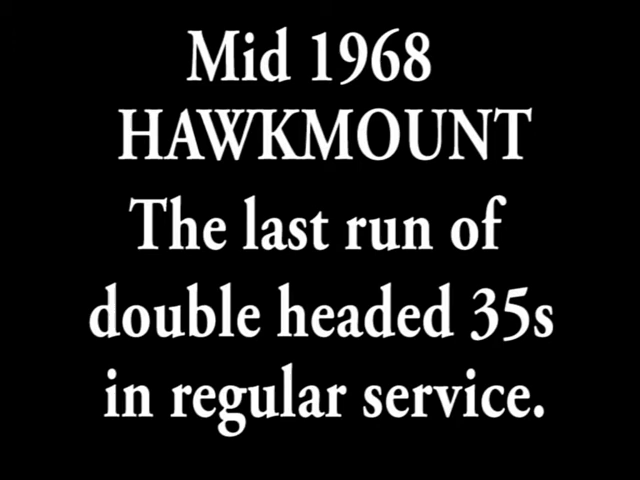 Mid 1968
HAWKMOUNT
The last run of
double headed 35s
in regular service.